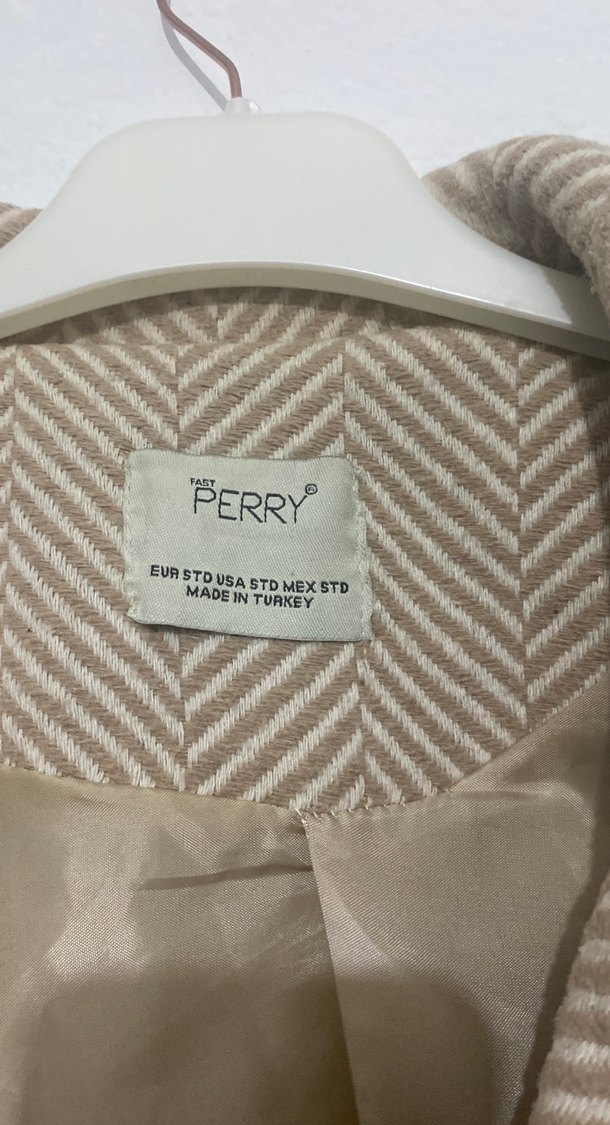 FAST
PERRY®
EUR STD USA STD MEX STD
MADE IN TURKEY